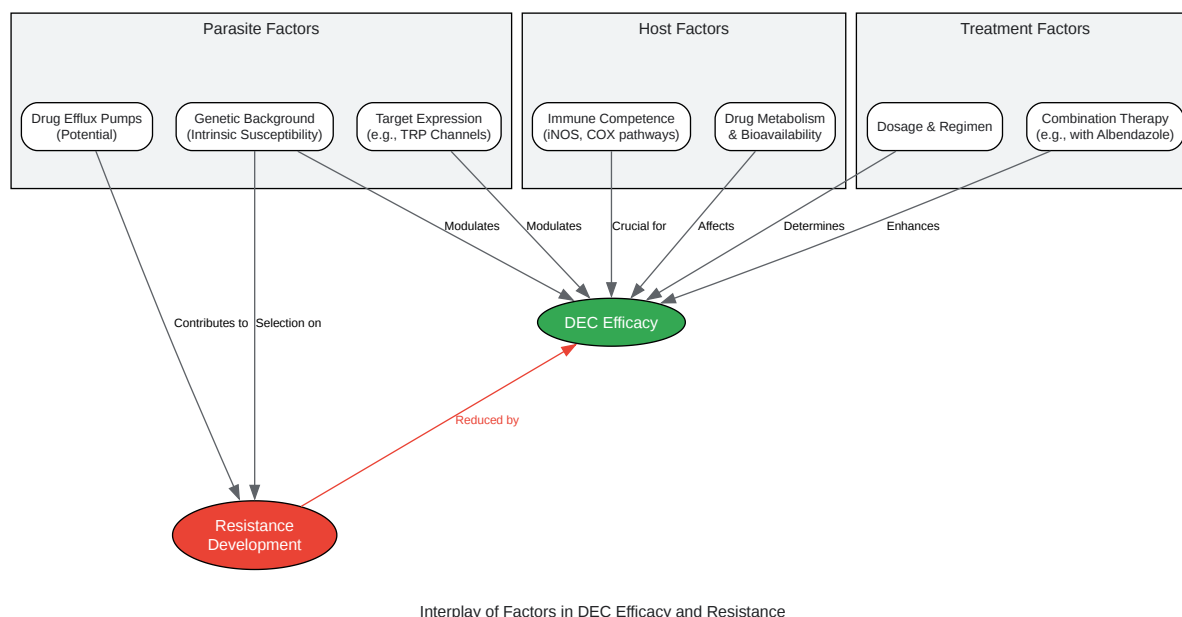 Parasite Factors
Host Factors
Treatment Factors
Drug Efflux Pumps
(Potential)
Genetic Background
(Intrinsic Susceptibility)
Target Expression
(e.g., TRP Channels)
Immune Competence
(iNOS, COX pathways)
Drug Metabolism
& Bioavailability
Dosage & Regimen
Combination Therapy
(e.g., with Albendazole)
Modulates
Modulates
Crucial for
Affects
Determines
Enhances
Contributes to
Selection on
DEC Efficacy
Reduced by
Resistance
Development
Interplay of Factors in DEC Efficacy and Resistance